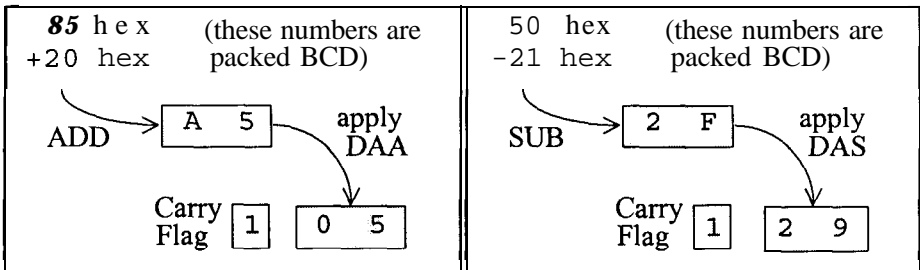 85 hex (these numbers are
+20 hex packed BCD)
ADD
A 5
apply
DAA
Carry
Flag
1
0 5
50 hex (these numbers are
-21 hex packed BCD)
SUB
2 F
apply
DAS
Carry
Flag
1
2 9